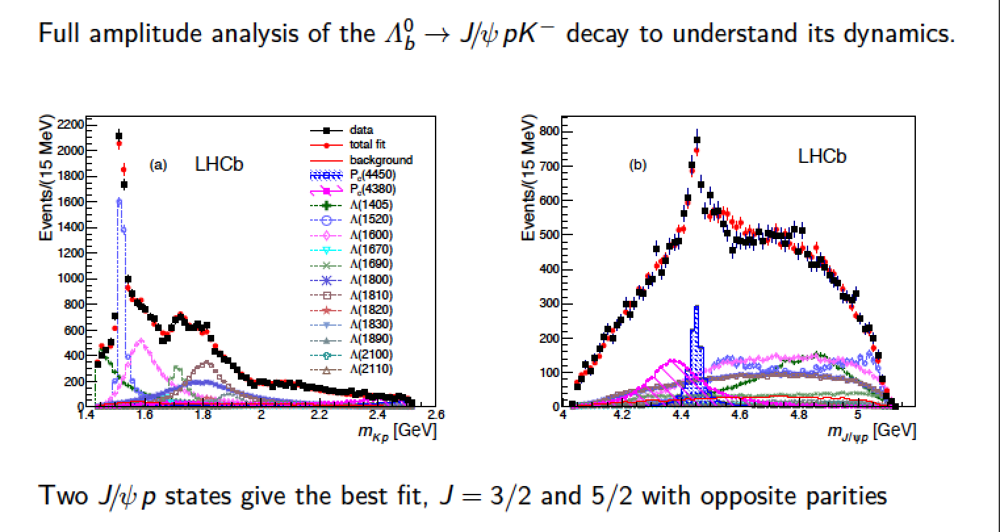 Full amplitude analysis of the Λ⁰_b → J/ψ pK⁻ decay to understand its dynamics.
Events/(15 MeV)
2200
2000
1800
1600
1400
1200
1000
800
600
400
200
0
1.4 1.6 1.8 2 2.2 2.4 2.6
m_Kp [GeV]
(a) LHCb
data
total fit
background
P_c(4450)
P_c(4380)
Λ(1405)
Λ(1520)
Λ(1600)
Λ(1670)
Λ(1690)
Λ(1800)
Λ(1810)
Λ(1820)
Λ(1830)
Λ(1890)
Λ(2100)
Λ(2110)
Events/(15 MeV)
800
700
600
500
400
300
200
100
0
4 4.2 4.4 4.6 4.8 5
m_J/ψp [GeV]
(b) LHCb
Two J/ψ p states give the best fit, J = 3/2 and 5/2 with opposite parities